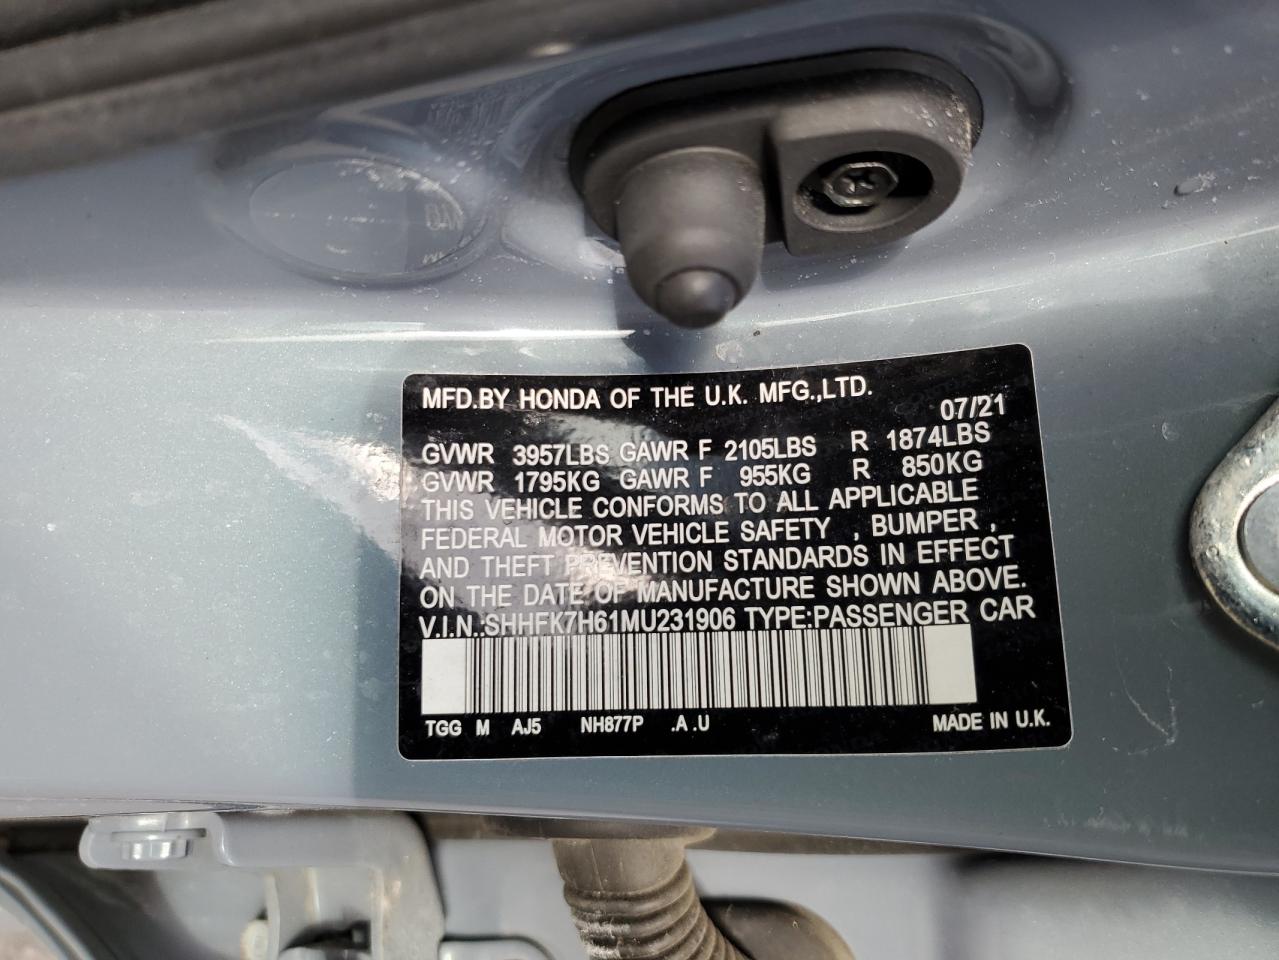 MFD.BY HONDA OF THE U.K. MFG.,LTD.
07/21
GVWR 3957LBS GAWR F 2105LBS R 1874LBS
GVWR 1795KG GAWR F 955KG R 850KG
THIS VEHICLE CONFORMS TO ALL APPLICABLE
FEDERAL MOTOR VEHICLE SAFETY , BUMPER ,
AND THEFT PREVENTION STANDARDS IN EFFECT
ON THE DATE OF MANUFACTURE SHOWN ABOVE.
V.I.N.:SHHFK7H61MU231906 TYPE:PASSENGER CAR
TGG M AJ5 NH877P .A .U MADE IN U.K.